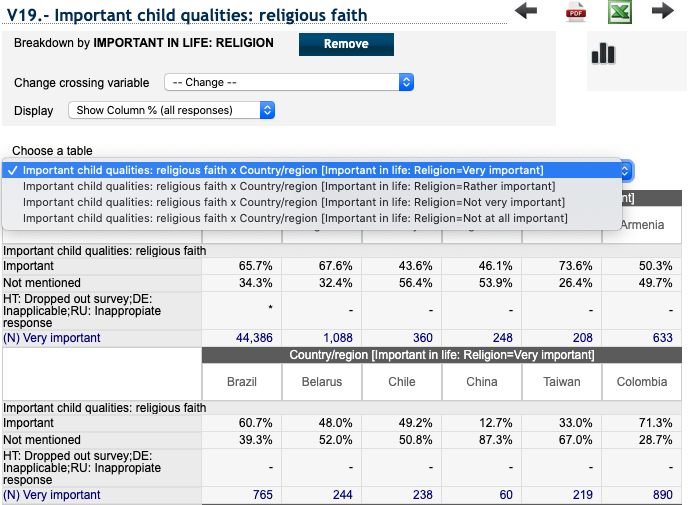 V19.- Important child qualities: religious faith
PDF
Breakdown by IMPORTANT IN LIFE: RELIGION
Remove
Change crossing variable
-- Change --
Display
Show Column % (all responses)
Choose a table
✓ Important child qualities: religious faith x Country/region [Important in life: Religion=Very important]
Important child qualities: religious faith x Country/region [Important in life: Religion=Rather important]
Important child qualities: religious faith x Country/region [Important in life: Religion=Not very important]
Important child qualities: religious faith x Country/region [Important in life: Religion=Not at all important]
nt]
Armenia
Important child qualities: religious faith
Important 65.7% 67.6% 43.6% 46.1% 73.6% 50.3%
Not mentioned 34.3% 32.4% 56.4% 53.9% 26.4% 49.7%
HT: Dropped out survey;DE:
Inapplicable;RU: Inappropiate * - - - - -
response
(N) Very important 44,386 1,088 360 248 208 633
Country/region [Important in life: Religion=Very important]
Brazil Belarus Chile China Taiwan Colombia
Important child qualities: religious faith
Important 60.7% 48.0% 49.2% 12.7% 33.0% 71.3%
Not mentioned 39.3% 52.0% 50.8% 87.3% 67.0% 28.7%
HT: Dropped out survey;DE:
Inapplicable;RU: Inappropiate - - - - - -
response
(N) Very important 765 244 238 60 219 890